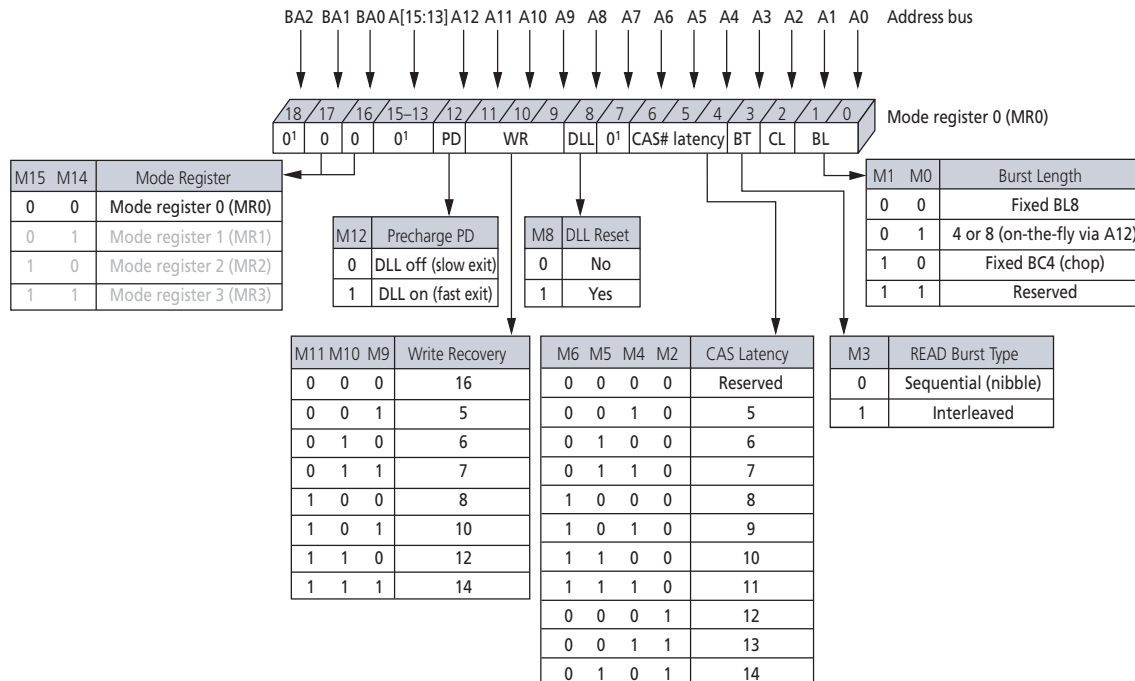 BA2 BA1 BA0 A[15:13] A12 A11 A10 A9 A8 A7 A6 A5 A4 A3 A2 A1 A0 Address bus
18 17 16 15–13 12 11 10 9 8 7 6 5 4 3 2 1 0 Mode register 0 (MR0)
0¹ 0 0 0¹ PD WR DLL 0¹ CAS# latency BT CL BL
M15 M14 Mode Register
0 0 Mode register 0 (MR0)
0 1 Mode register 1 (MR1)
1 0 Mode register 2 (MR2)
1 1 Mode register 3 (MR3)
M12 Precharge PD
0 DLL off (slow exit)
1 DLL on (fast exit)
M8 DLL Reset
0 No
1 Yes
M1 M0 Burst Length
0 0 Fixed BL8
0 1 4 or 8 (on-the-fly via A12)
1 0 Fixed BC4 (chop)
1 1 Reserved
M11 M10 M9 Write Recovery
0 0 0 16
0 0 1 5
0 1 0 6
0 1 1 7
1 0 0 8
1 0 1 10
1 1 0 12
1 1 1 14
M6 M5 M4 M2 CAS Latency
0 0 0 0 Reserved
0 0 1 0 5
0 1 0 0 6
0 1 1 0 7
1 0 0 0 8
1 0 1 0 9
1 1 0 0 10
1 1 1 0 11
0 0 0 1 12
0 0 1 1 13
0 1 0 1 14
M3 READ Burst Type
0 Sequential (nibble)
1 Interleaved